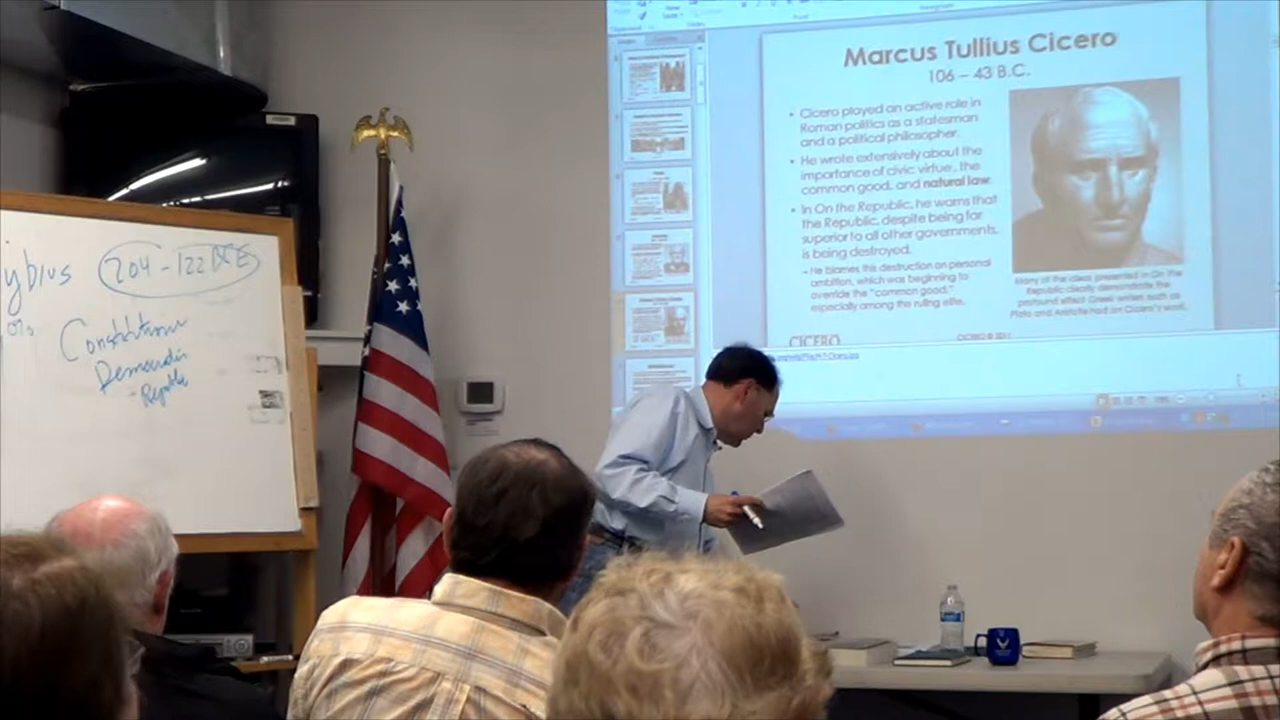 ybius 204-122 BCE
Constitution
Democratic
Republic
Marcus Tullius Cicero
106 – 43 B.C.
• Cicero played an active role in
Roman politics as a statesman
and a political philosopher.
• He wrote extensively about the
importance of civic virtue, the
common good, and natural law.
• In On the Republic, he warns that
the Republic, despite being far
superior to all other governments,
is being destroyed.
– He blames this destruction on personal
ambition, which was beginning to
override the "common good,"
especially among the ruling elite.
Many of the ideas presented in On the
Republic clearly demonstrate the
profound effect Greek writers such as
Plato and Aristotle had on Cicero's work.
CICERO